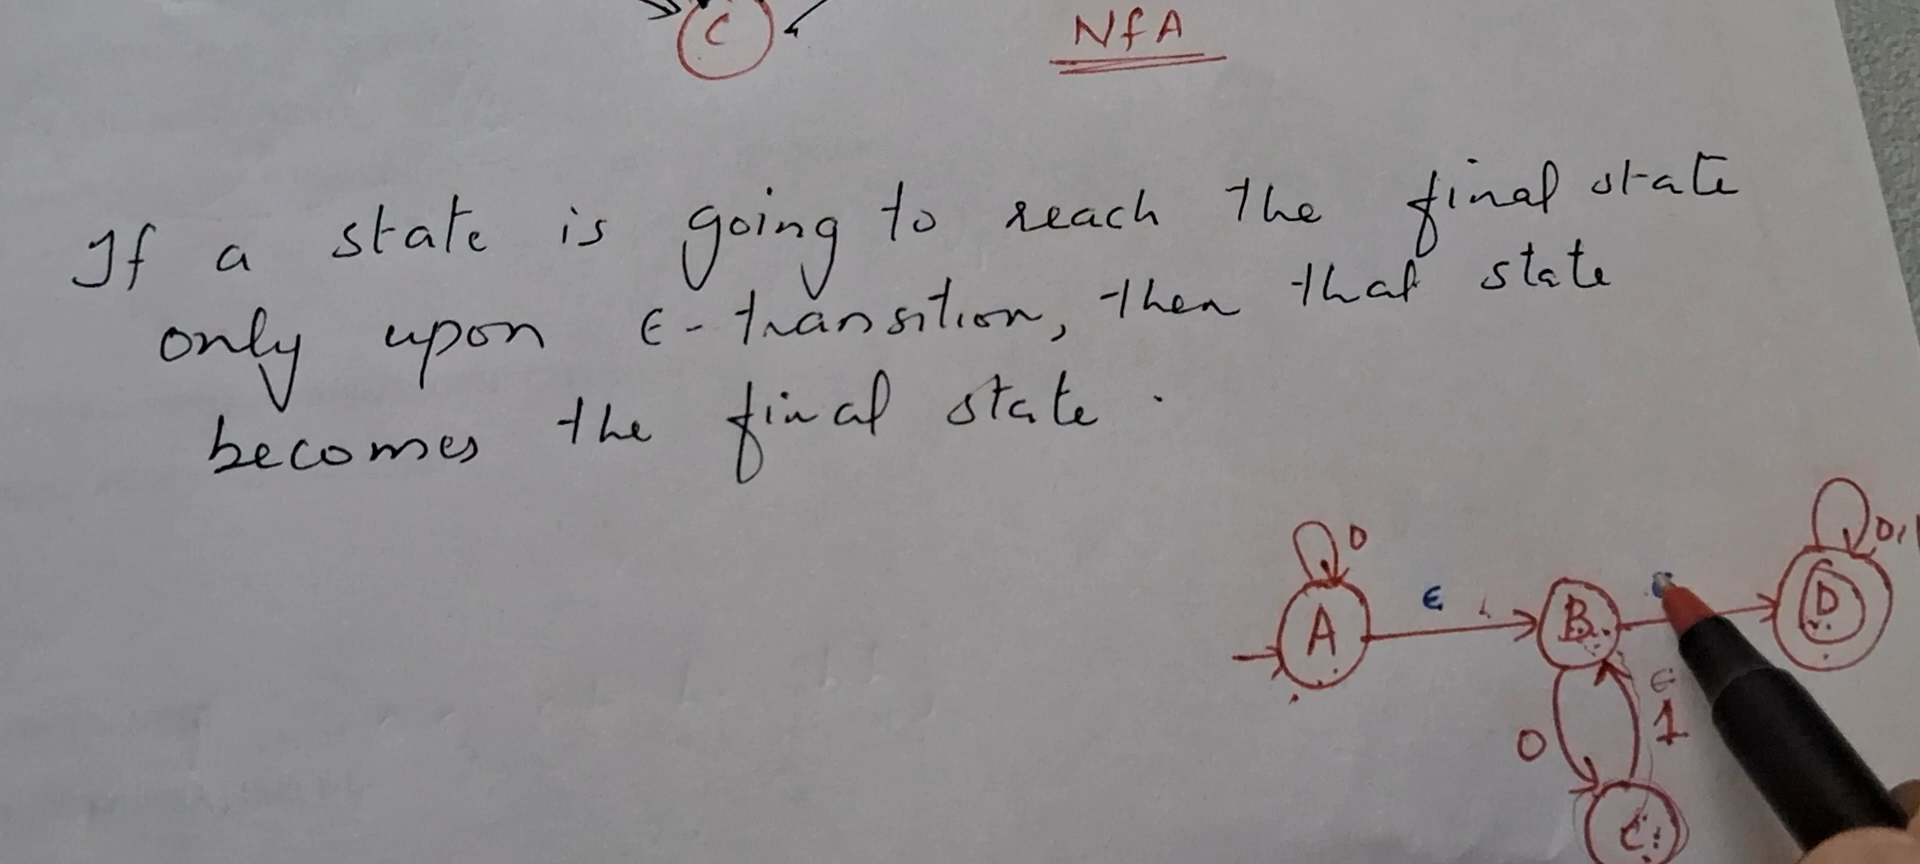 C
NfA
If a state is going to reach the final state
only upon ε-transition, then that state
becomes the final state.
0
0,1
A
ε
B
D
ε
0
1
C